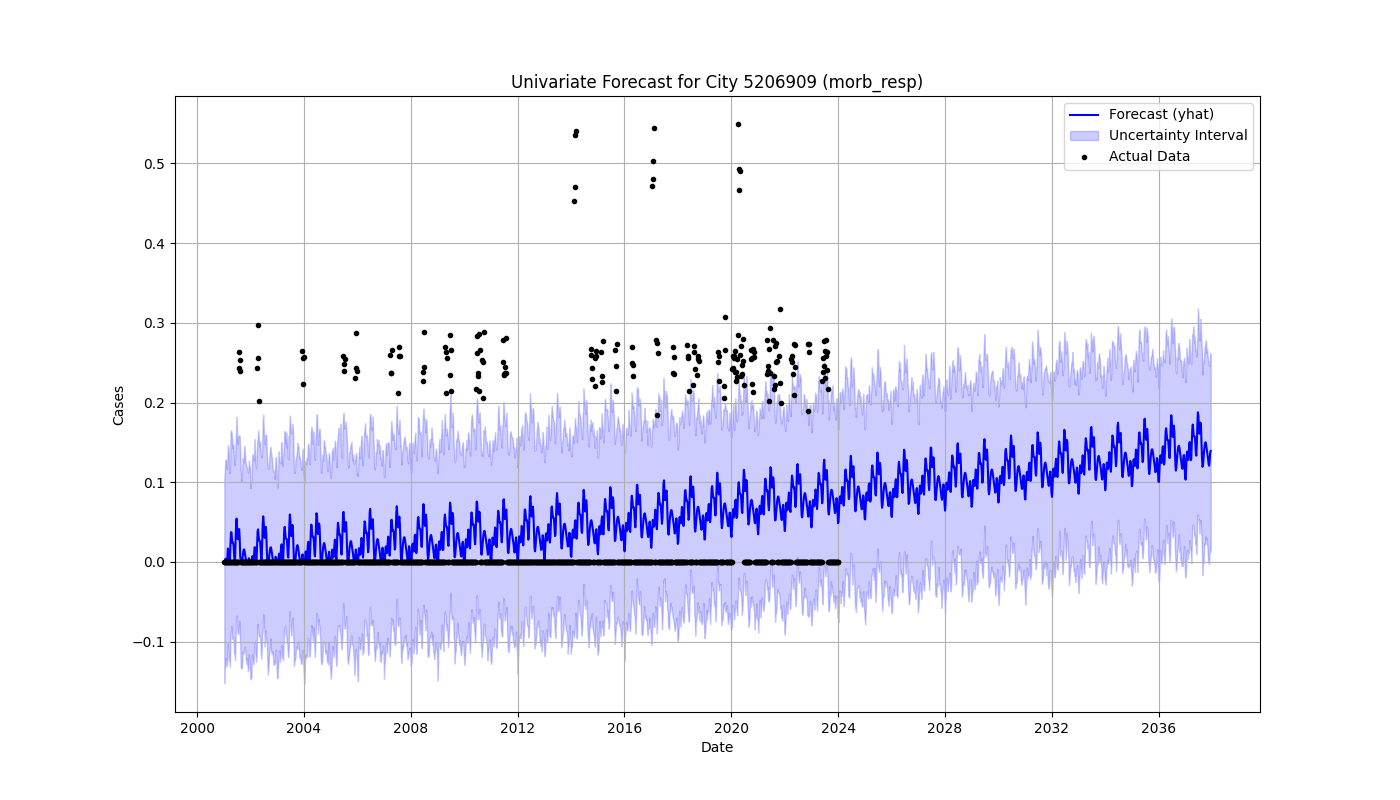 Univariate Forecast for City 5206909 (morb_resp)
Forecast (yhat)
Uncertainty Interval
Actual Data
0.5
0.4
0.3
0.2
0.1
0.0
−0.1
Cases
2000 2004 2008 2012 2016 2020 2024 2028 2032 2036
Date